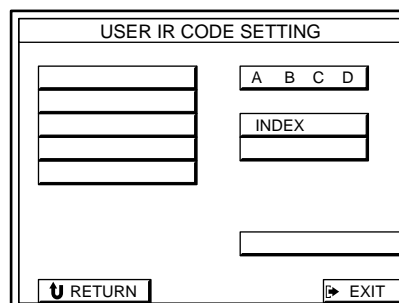 USER IR CODE SETTING
A B C D
INDEX
RETURN
EXIT